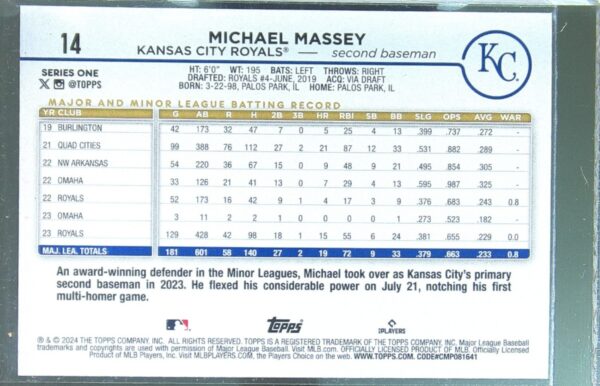 14
MICHAEL MASSEY
KANSAS CITY ROYALS® — second baseman
KC
SERIES ONE
@TOPPS
HT: 6'0" WT: 195 BATS: LEFT THROWS: RIGHT
DRAFTED: ROYALS #4-JUNE, 2019 ACQ: VIA DRAFT
BORN: 3-22-98, PALOS PARK, IL HOME: PALOS PARK, IL
MAJOR AND MINOR LEAGUE BATTING RECORD
YR CLUB G AB R H 2B 3B HR RBI SB BB SLG OPS AVG WAR
19 BURLINGTON 42 173 32 47 7 0 5 25 4 13 .399 .737 .272 -
21 QUAD CITIES 99 388 76 112 27 2 21 87 12 33 .531 .882 .289 -
22 NW ARKANSAS 54 220 36 67 15 0 9 48 9 21 .495 .854 .305 -
22 OMAHA 33 126 21 41 13 0 7 29 4 13 .595 .987 .325 -
22 ROYALS 52 173 16 42 9 1 4 17 3 9 .376 .683 .243 0.8
23 OMAHA 3 11 2 2 1 0 0 0 0 2 .273 .523 .182 -
23 ROYALS 129 428 42 98 18 1 15 55 6 24 .381 .655 .229 0.0
MAJ. LEA. TOTALS 181 601 58 140 27 2 19 72 9 33 .379 .663 .233 0.8
An award-winning defender in the Minor Leagues, Michael took over as Kansas City's primary
second baseman in 2023. He flexed his considerable power on July 21, notching his first
multi-homer game.
TOPPS
PLAYERS
® & © 2024 THE TOPPS COMPANY, INC. ALL RIGHTS RESERVED. TOPPS IS A REGISTERED TRADEMARK OF THE TOPPS COMPANY, INC. Major League Baseball
trademarks and copyrights are used with permission of Major League Baseball. Visit MLB.com. OFFICIALLY LICENSED PRODUCT OF MLB. Officially Licensed
Product of MLB Players, Inc. Visit MLBPLAYERS.com, the Players Choice on the web. WWW.TOPPS.COM. CODE#CMP081641